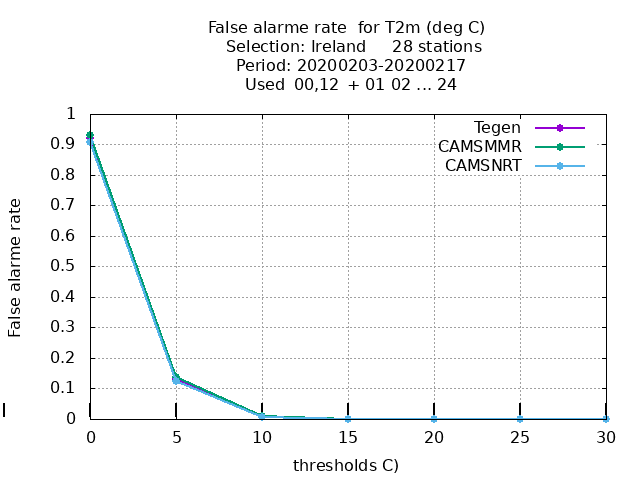 False alarme rate for T2m (deg C)
Selection: Ireland 28 stations
Period: 20200203-20200217
Used 00,12 + 01 02 ... 24
Tegen
CAMSMMR
CAMSNRT
False alarme rate
1
0.9
0.8
0.7
0.6
0.5
0.4
0.3
0.2
0.1
0
0 5 10 15 20 25 30
thresholds C)